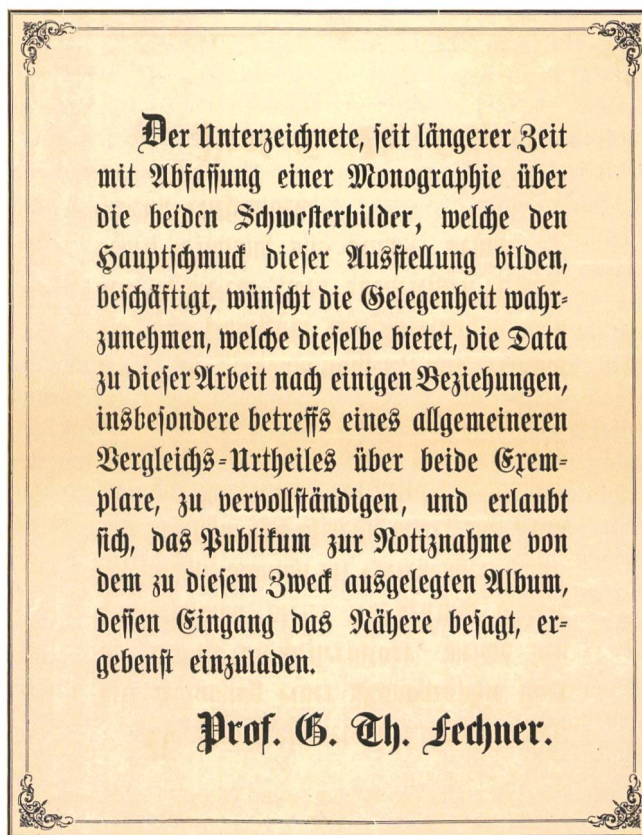 Der Unterzeichnete, seit längerer Zeit
mit Abfassung einer Monographie über
die beiden Schwesterbilder, welche den
Hauptschmuck dieser Ausstellung bilden,
beschäftigt, wünscht die Gelegenheit wahr-
zunehmen, welche dieselbe bietet, die Data
zu dieser Arbeit nach einigen Beziehungen,
insbesondere betreffs eines allgemeineren
Vergleichs-Urtheiles über beide Exem-
plare, zu vervollständigen, und erlaubt
sich, das Publikum zur Notiznahme von
dem zu diesem Zweck ausgelegten Album,
dessen Eingang das Nähere besagt, er-
gebenst einzuladen.
Prof. G. Th. Fechner.